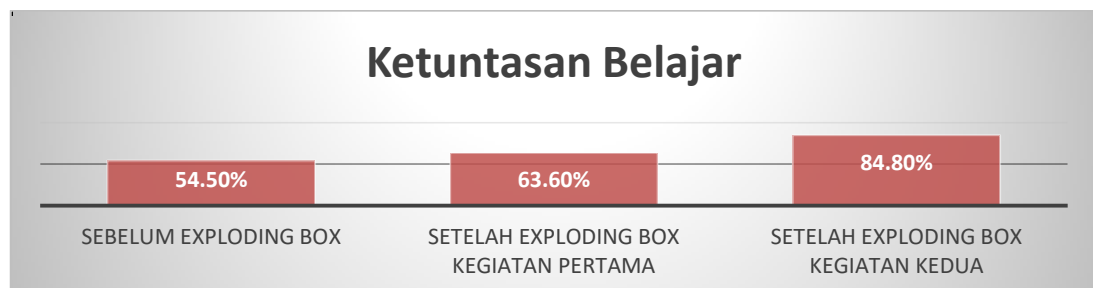 Ketuntasan Belajar
54.50%
63.60%
84.80%
SEBELUM EXPLODING BOX
SETELAH EXPLODING BOX
KEGIATAN PERTAMA
SETELAH EXPLODING BOX
KEGIATAN KEDUA